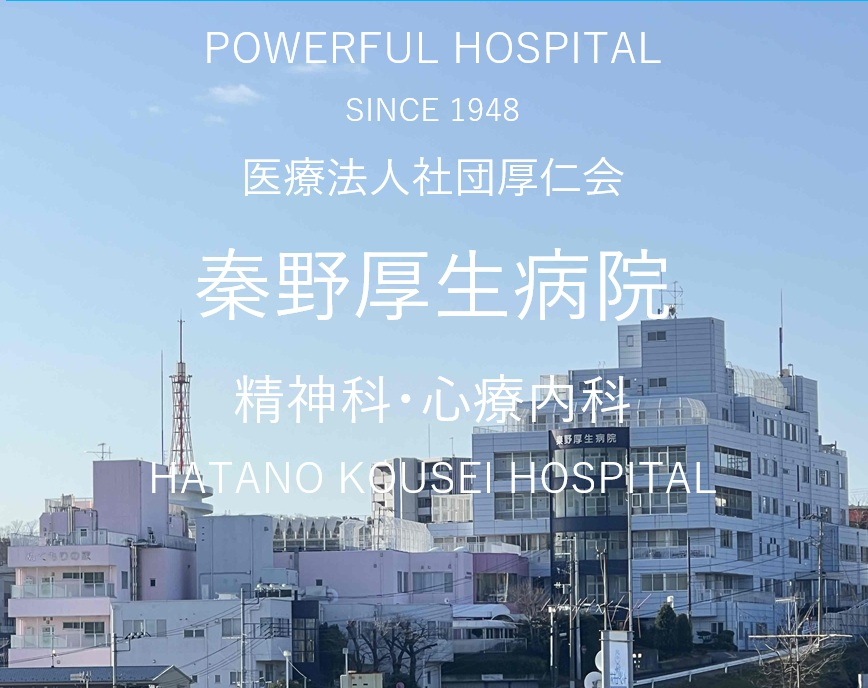 POWERFUL HOSPITAL
SINCE 1948
医療法人社団厚仁会
秦野厚生病院
精神科・心療内科
秦野厚生病院
HATANO KOUSEI HOSPITAL